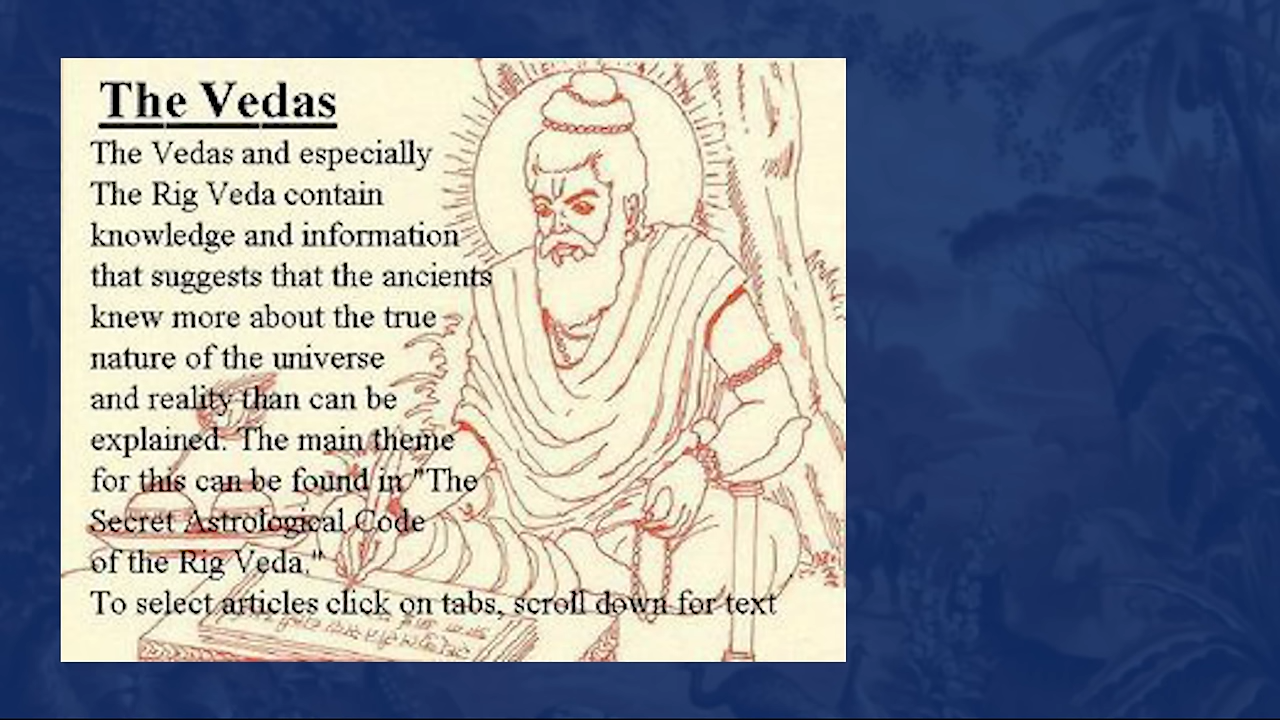 The Vedas
The Vedas and especially
The Rig Veda contain
knowledge and information
that suggests that the ancients
knew more about the true
nature of the universe
and reality than can be
explained. The main theme
for this can be found in "The
Secret Astrological Code
of the Rig Veda."
To select articles click on tabs, scroll down for text